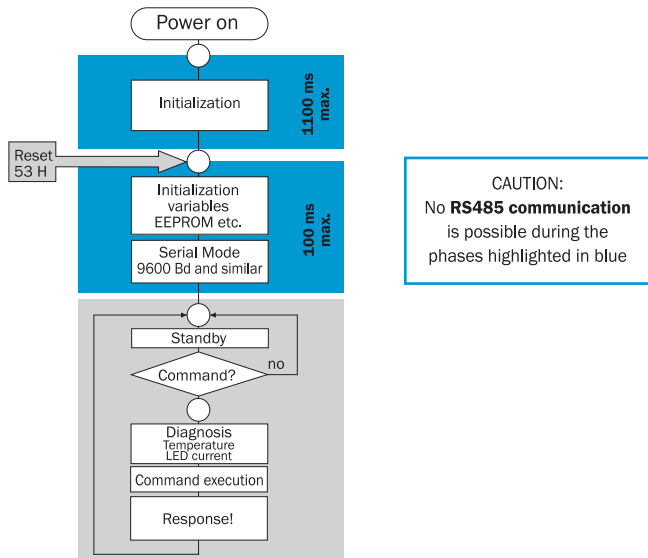 Power on
Initialization
1100 ms
max.
Reset
53 H
Initialization
variables
EEPROM etc.
Serial Mode
9600 Bd and similar
100 ms
max.
CAUTION:
No RS485 communication
is possible during the
phases highlighted in blue
Standby
Command?
no
Diagnosis
Temperature
LED current
Command execution
Response!